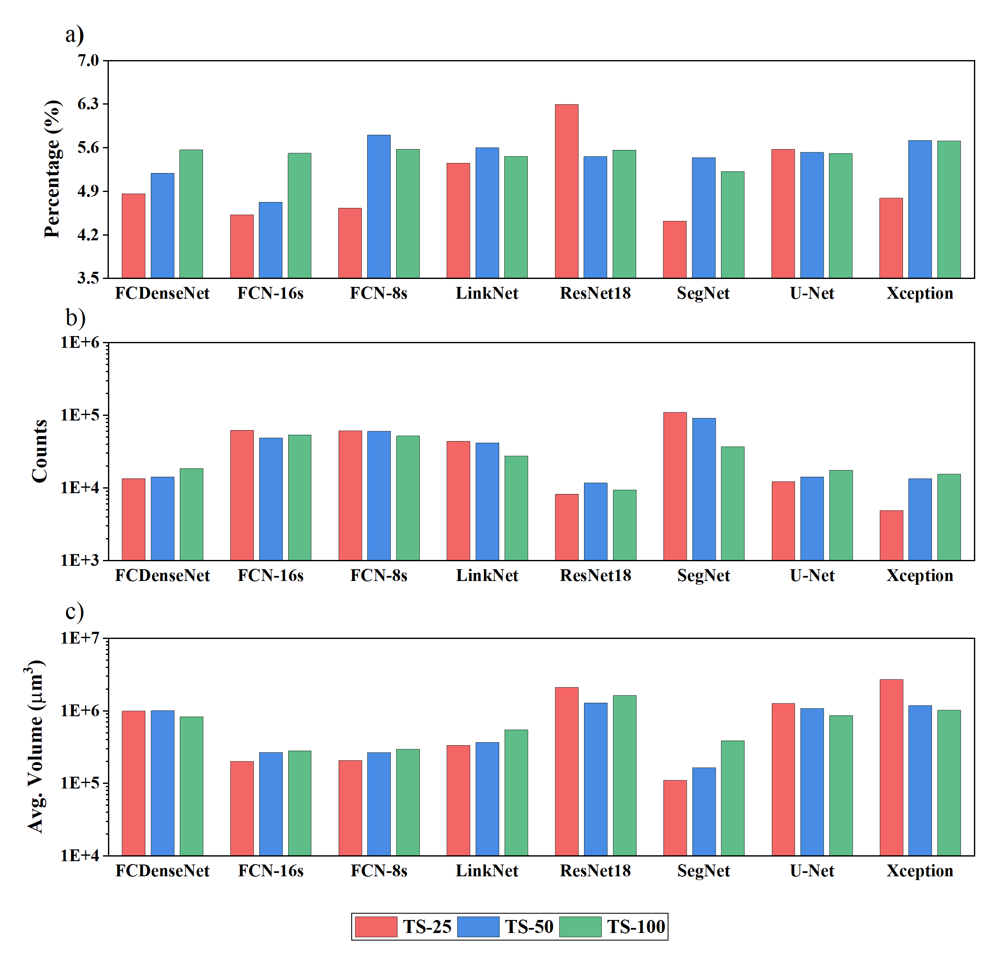 a)
7.0
6.3
5.6
4.9
4.2
3.5
Percentage (%)
FCDenseNet FCN-16s FCN-8s LinkNet ResNet18 SegNet U-Net Xception
b)
1E+6
1E+5
1E+4
1E+3
Counts
FCDenseNet FCN-16s FCN-8s LinkNet ResNet18 SegNet U-Net Xception
c)
1E+7
1E+6
1E+5
1E+4
Avg. Volume (μm³)
FCDenseNet FCN-16s FCN-8s LinkNet ResNet18 SegNet U-Net Xception
TS-25 TS-50 TS-100